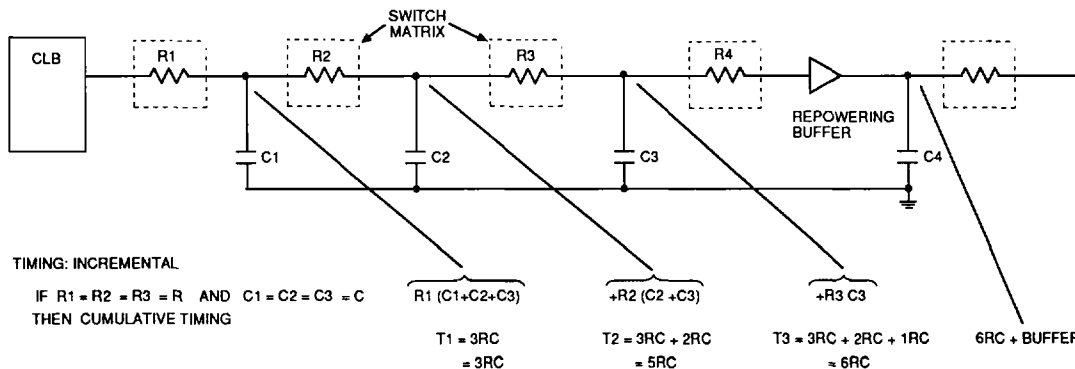 SWITCH
MATRIX
CLB
R1
R2
R3
R4
REPOWERING
BUFFER
C1
C2
C3
C4
TIMING: INCREMENTAL
R1 (C1+C2+C3)
+R2 (C2 +C3)
+R3 C3
IF R1 = R2 = R3 = R AND C1 = C2 = C3 = C
THEN CUMULATIVE TIMING
T1 = 3RC
= 3RC
T2 = 3RC + 2RC
= 5RC
T3 = 3RC + 2RC + 1RC
= 6RC
6RC + BUFFER